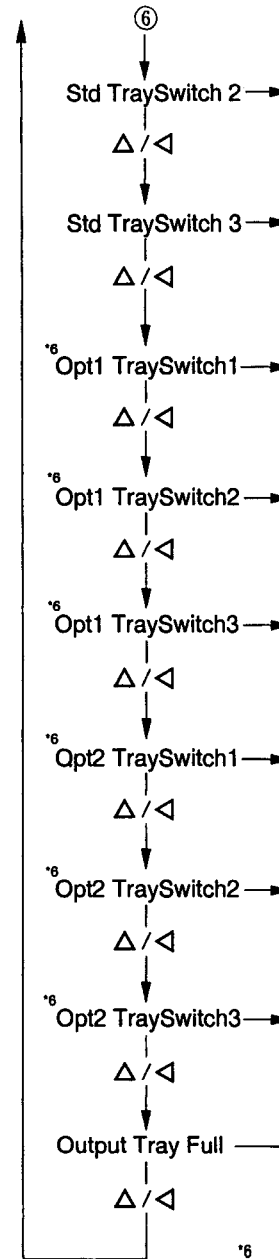 ⑥
Std TraySwitch 2
△ / ◁
Std TraySwitch 3
△ / ◁
*6 Opt1 TraySwitch1
△ / ◁
*6 Opt1 TraySwitch2
△ / ◁
*6 Opt1 TraySwitch3
△ / ◁
*6 Opt2 TraySwitch1
△ / ◁
*6 Opt2 TraySwitch2
△ / ◁
*6 Opt2 TraySwitch3
△ / ◁
Output Tray Full
△ / ◁
*6